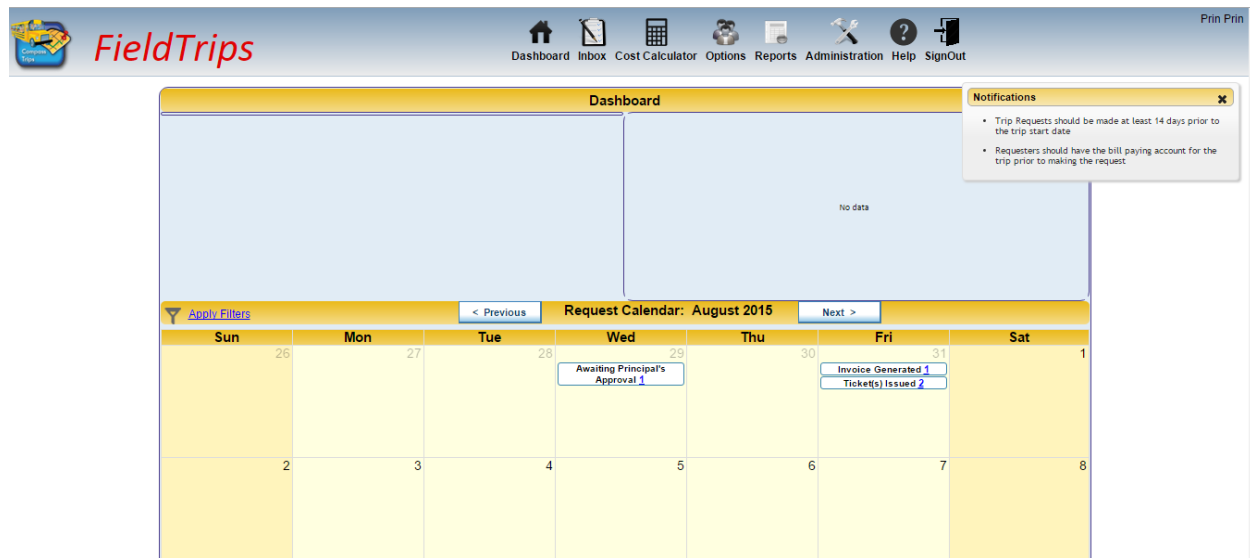 Prin Prin
Compass
Trips
FieldTrips
Dashboard Inbox Cost Calculator Options Reports Administration Help SignOut
Dashboard
Notifications
• Trip Requests should be made at least 14 days prior to
the trip start date
• Requesters should have the bill paying account for the
trip prior to making the request
No data
Apply Filters
< Previous
Request Calendar: August 2015
Next >
Sun Mon Tue Wed Thu Fri Sat
26 27 28 29 30 31 1
Awaiting Principal's
Approval 1
Invoice Generated 1
Ticket(s) Issued 2
2 3 4 5 6 7 8